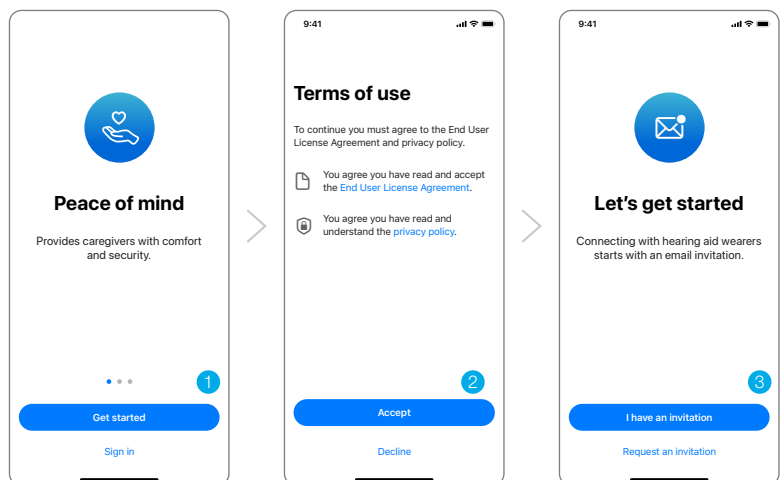 Peace of mind
Provides caregivers with comfort
and security.
1
Get started
Sign in
9:41
Terms of use
To continue you must agree to the End User
License Agreement and privacy policy.
You agree you have read and accept
the End User License Agreement.
You agree you have read and
understand the privacy policy.
2
Accept
Decline
9:41
Let's get started
Connecting with hearing aid wearers
starts with an email invitation.
3
I have an invitation
Request an invitation